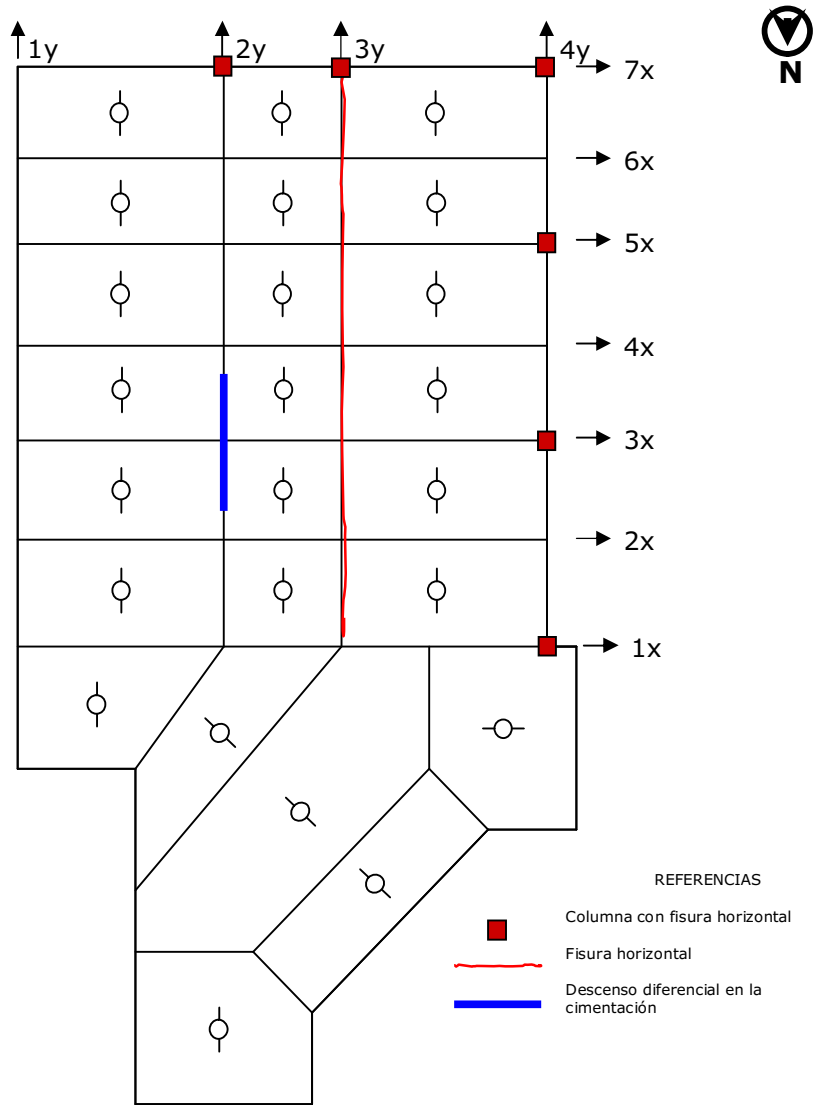 1y
2y
3y
4y
7x
N
6x
5x
4x
3x
2x
1x
REFERENCIAS
Columna con fisura horizontal
Fisura horizontal
Descenso diferencial en la
cimentación